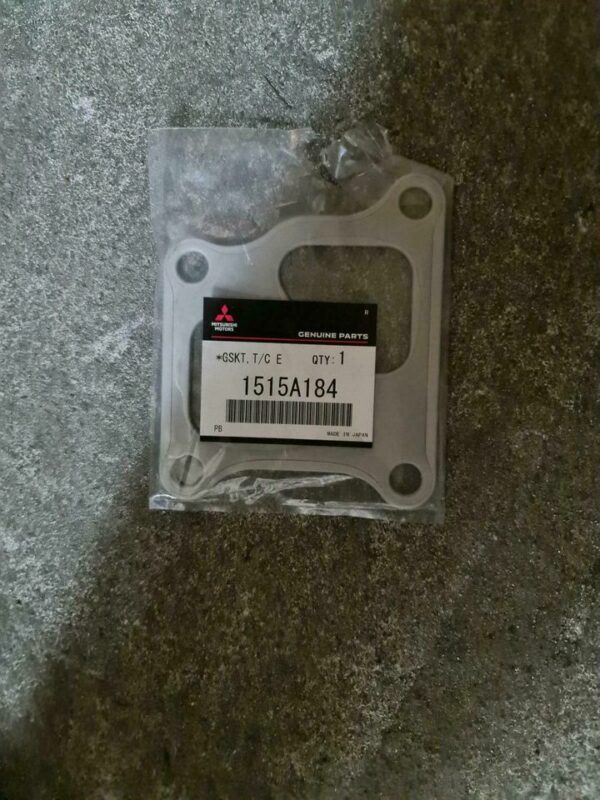 R
MITSUBISHI
MOTORS
GENUINE PARTS
*GSKT,T/C E QTY:1
1515A184
PB MADE IN JAPAN